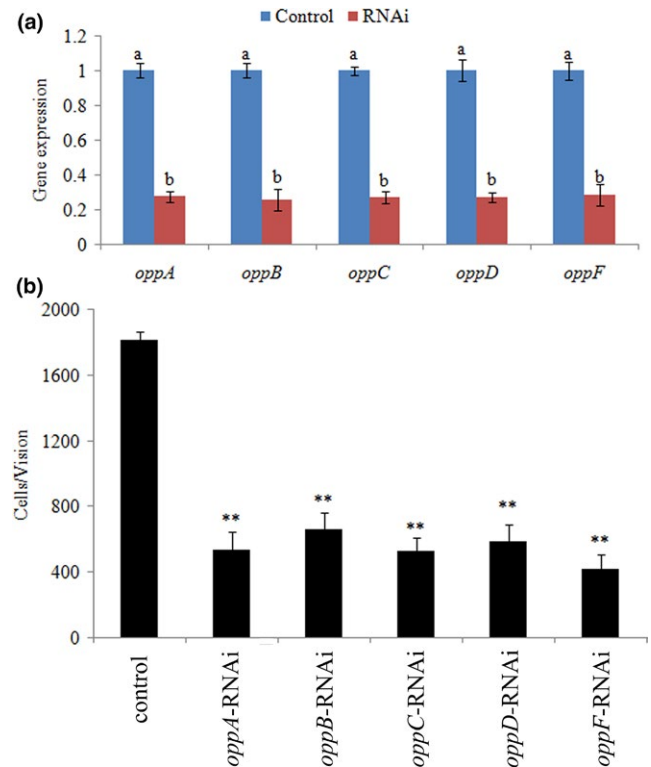 (a)
Control RNAi
Gene expression
1.2
1
0.8
0.6
0.4
0.2
0
a b a b a b a b a b
oppA oppB oppC oppD oppF
(b)
Cells/Vision
2000
1600
1200
800
400
0
** ** ** ** **
control
oppA-RNAi
oppB-RNAi
oppC-RNAi
oppD-RNAi
oppF-RNAi